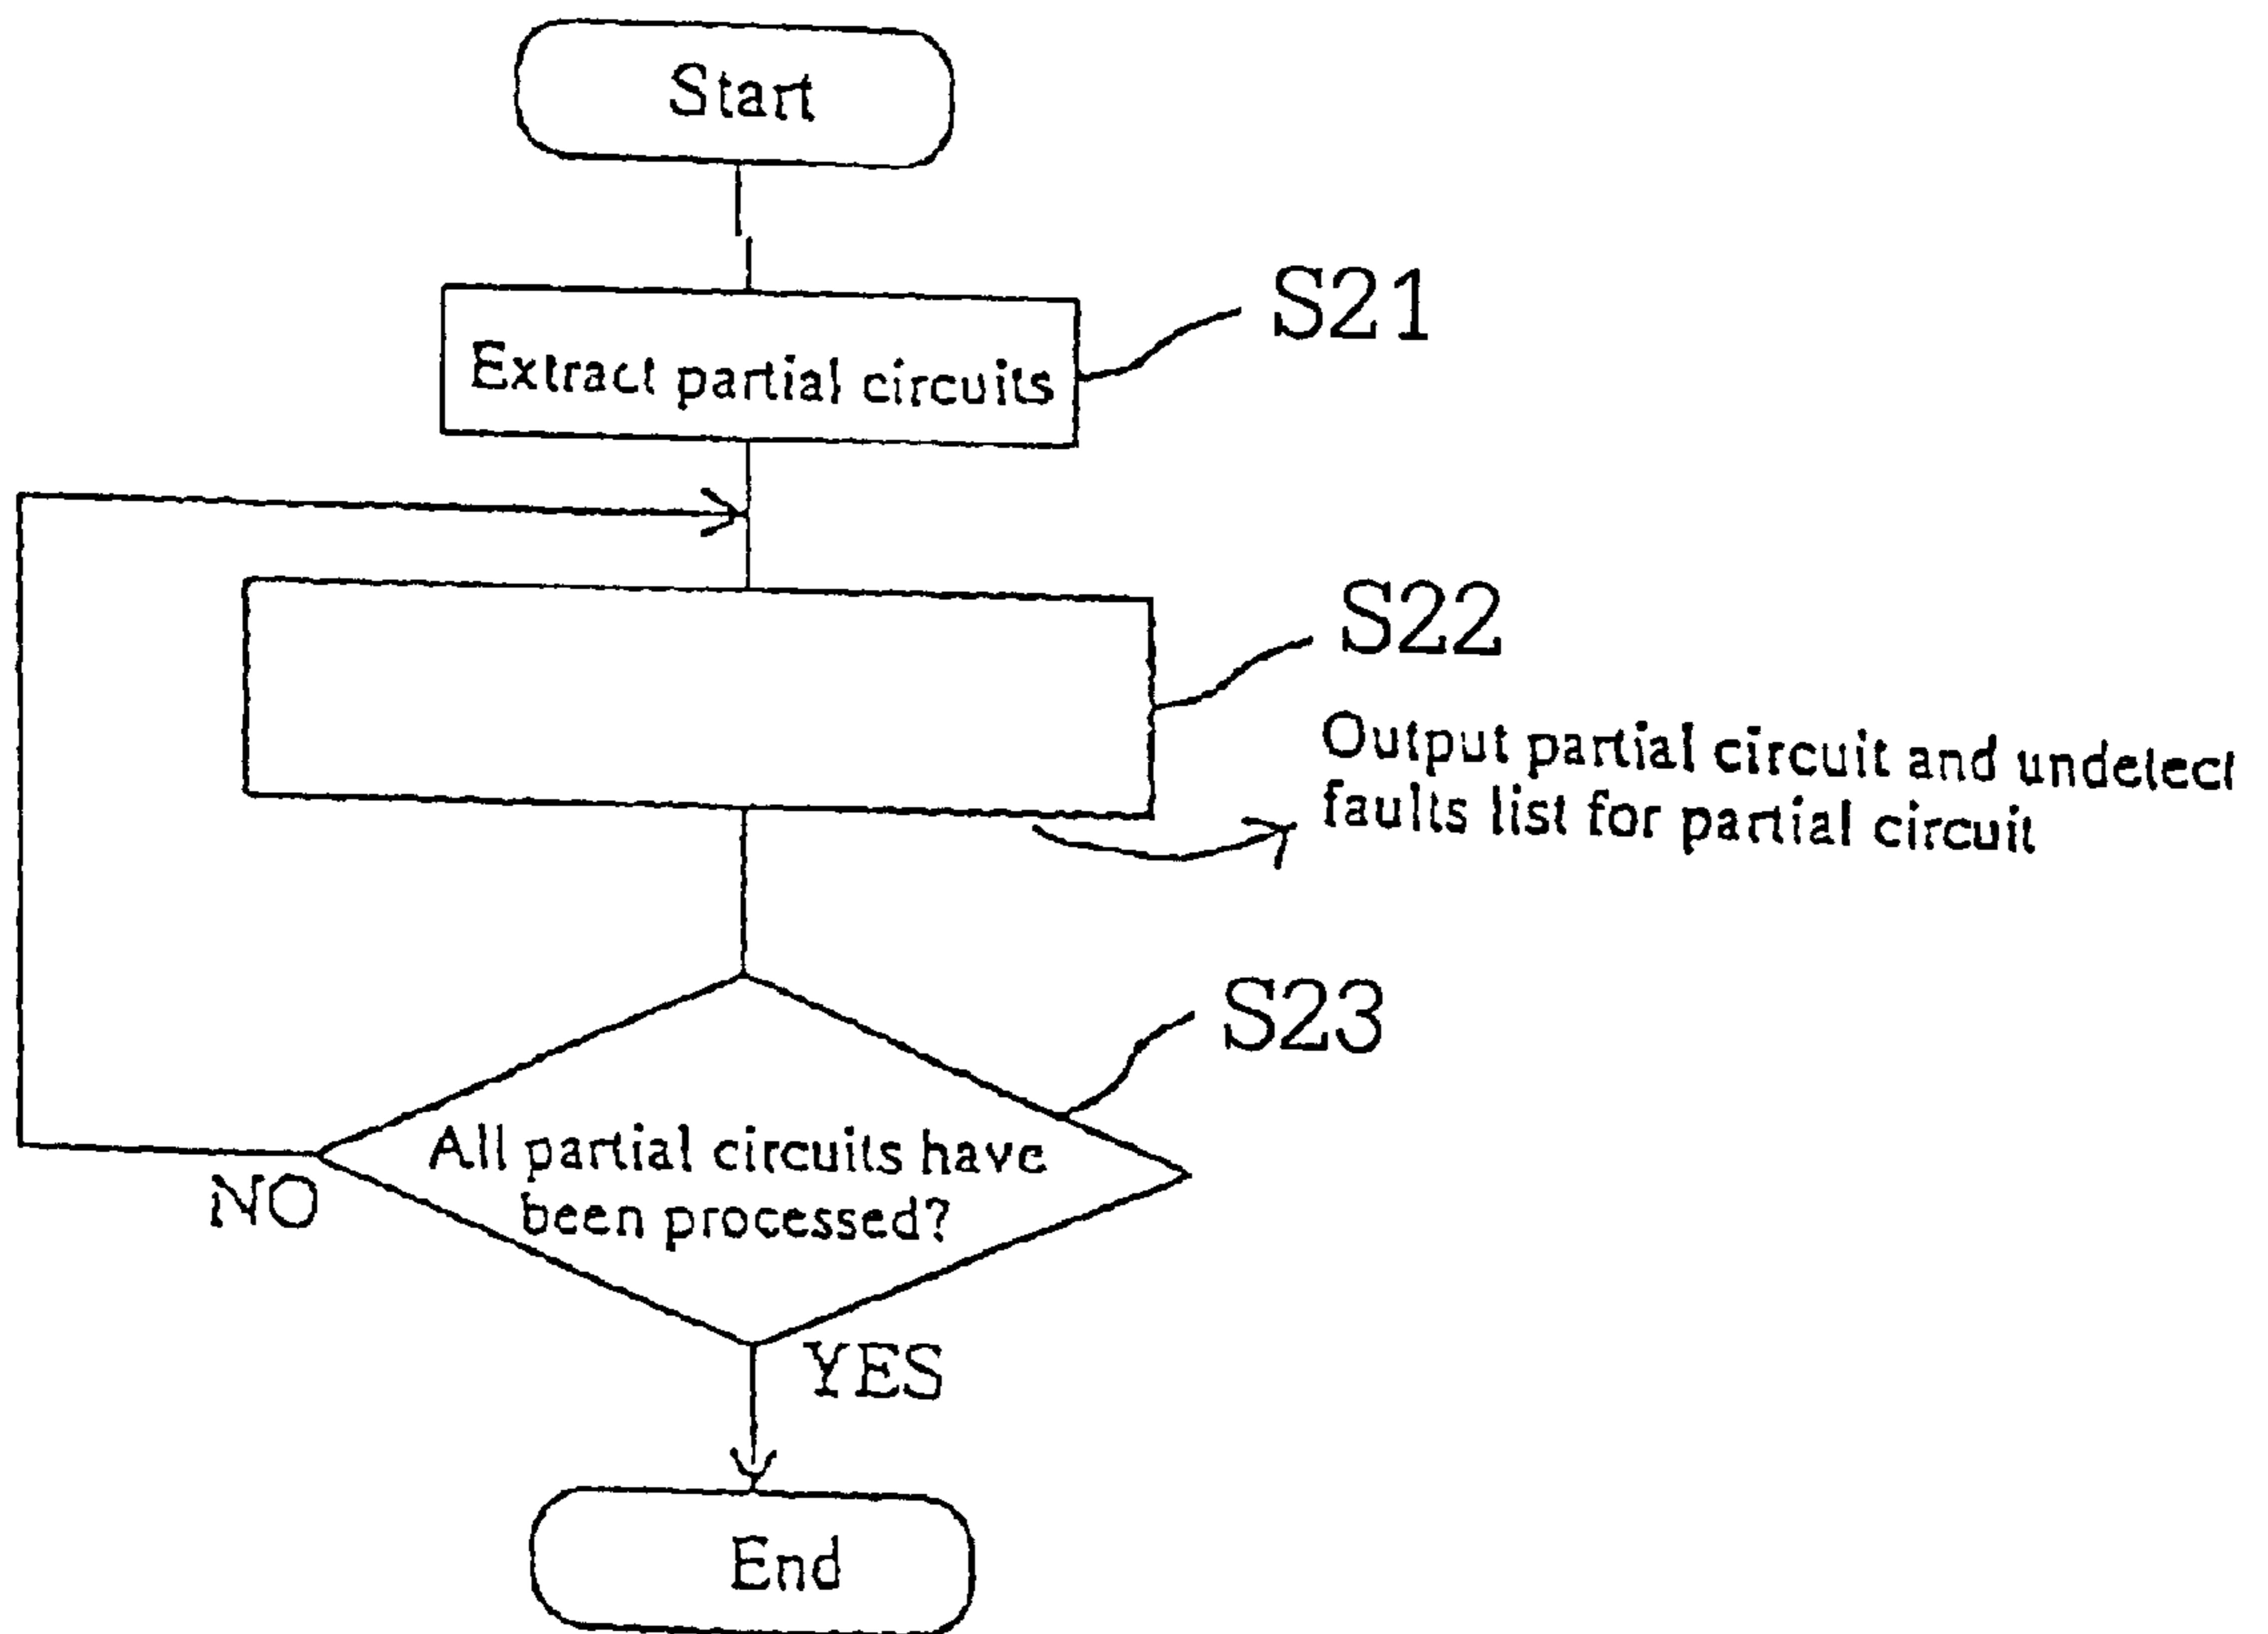 Start
Extract partial circuits
S21
S22
Output partial circuit and undetect
faults list for partial circuit
S23
All partial circuits have
been processed?
NO
YES
End